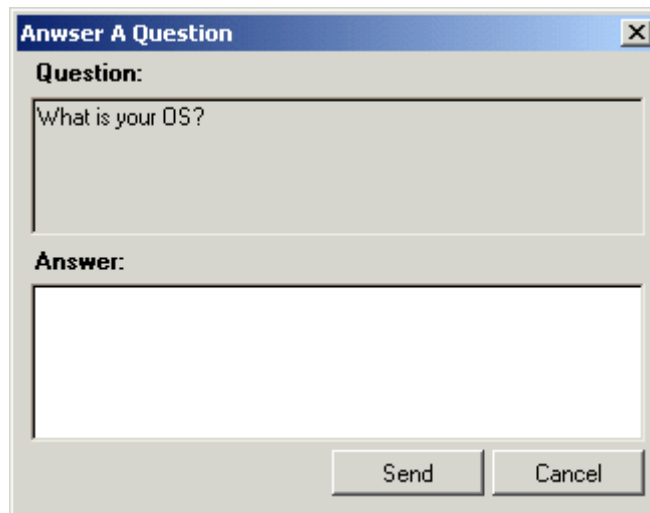 Anwser A Question
Question:
What is your OS?
Answer:
Send Cancel